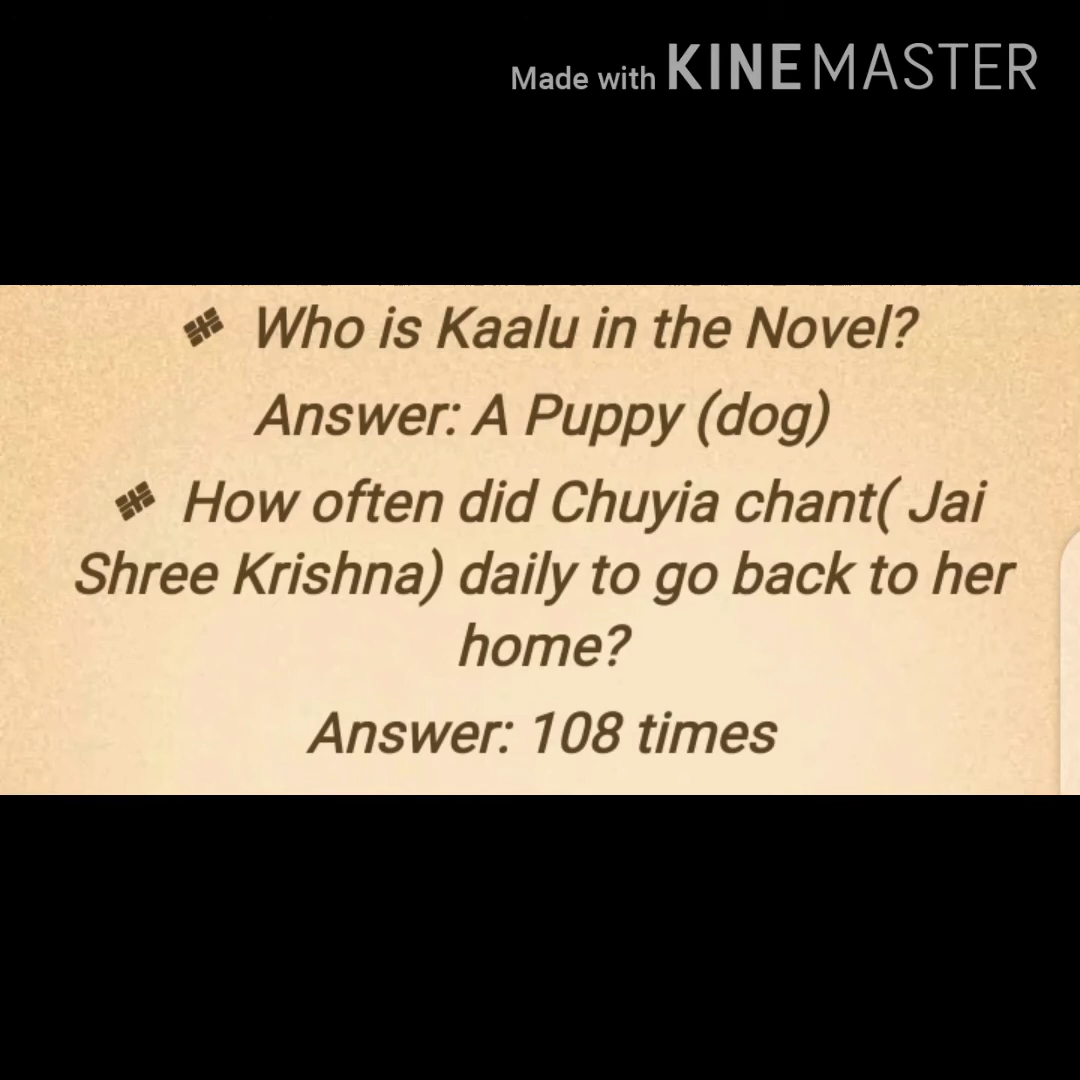 Made with KINEMASTER
Who is Kaalu in the Novel?
Answer: A Puppy (dog)
How often did Chuyia chant( Jai
Shree Krishna) daily to go back to her
home?
Answer: 108 times